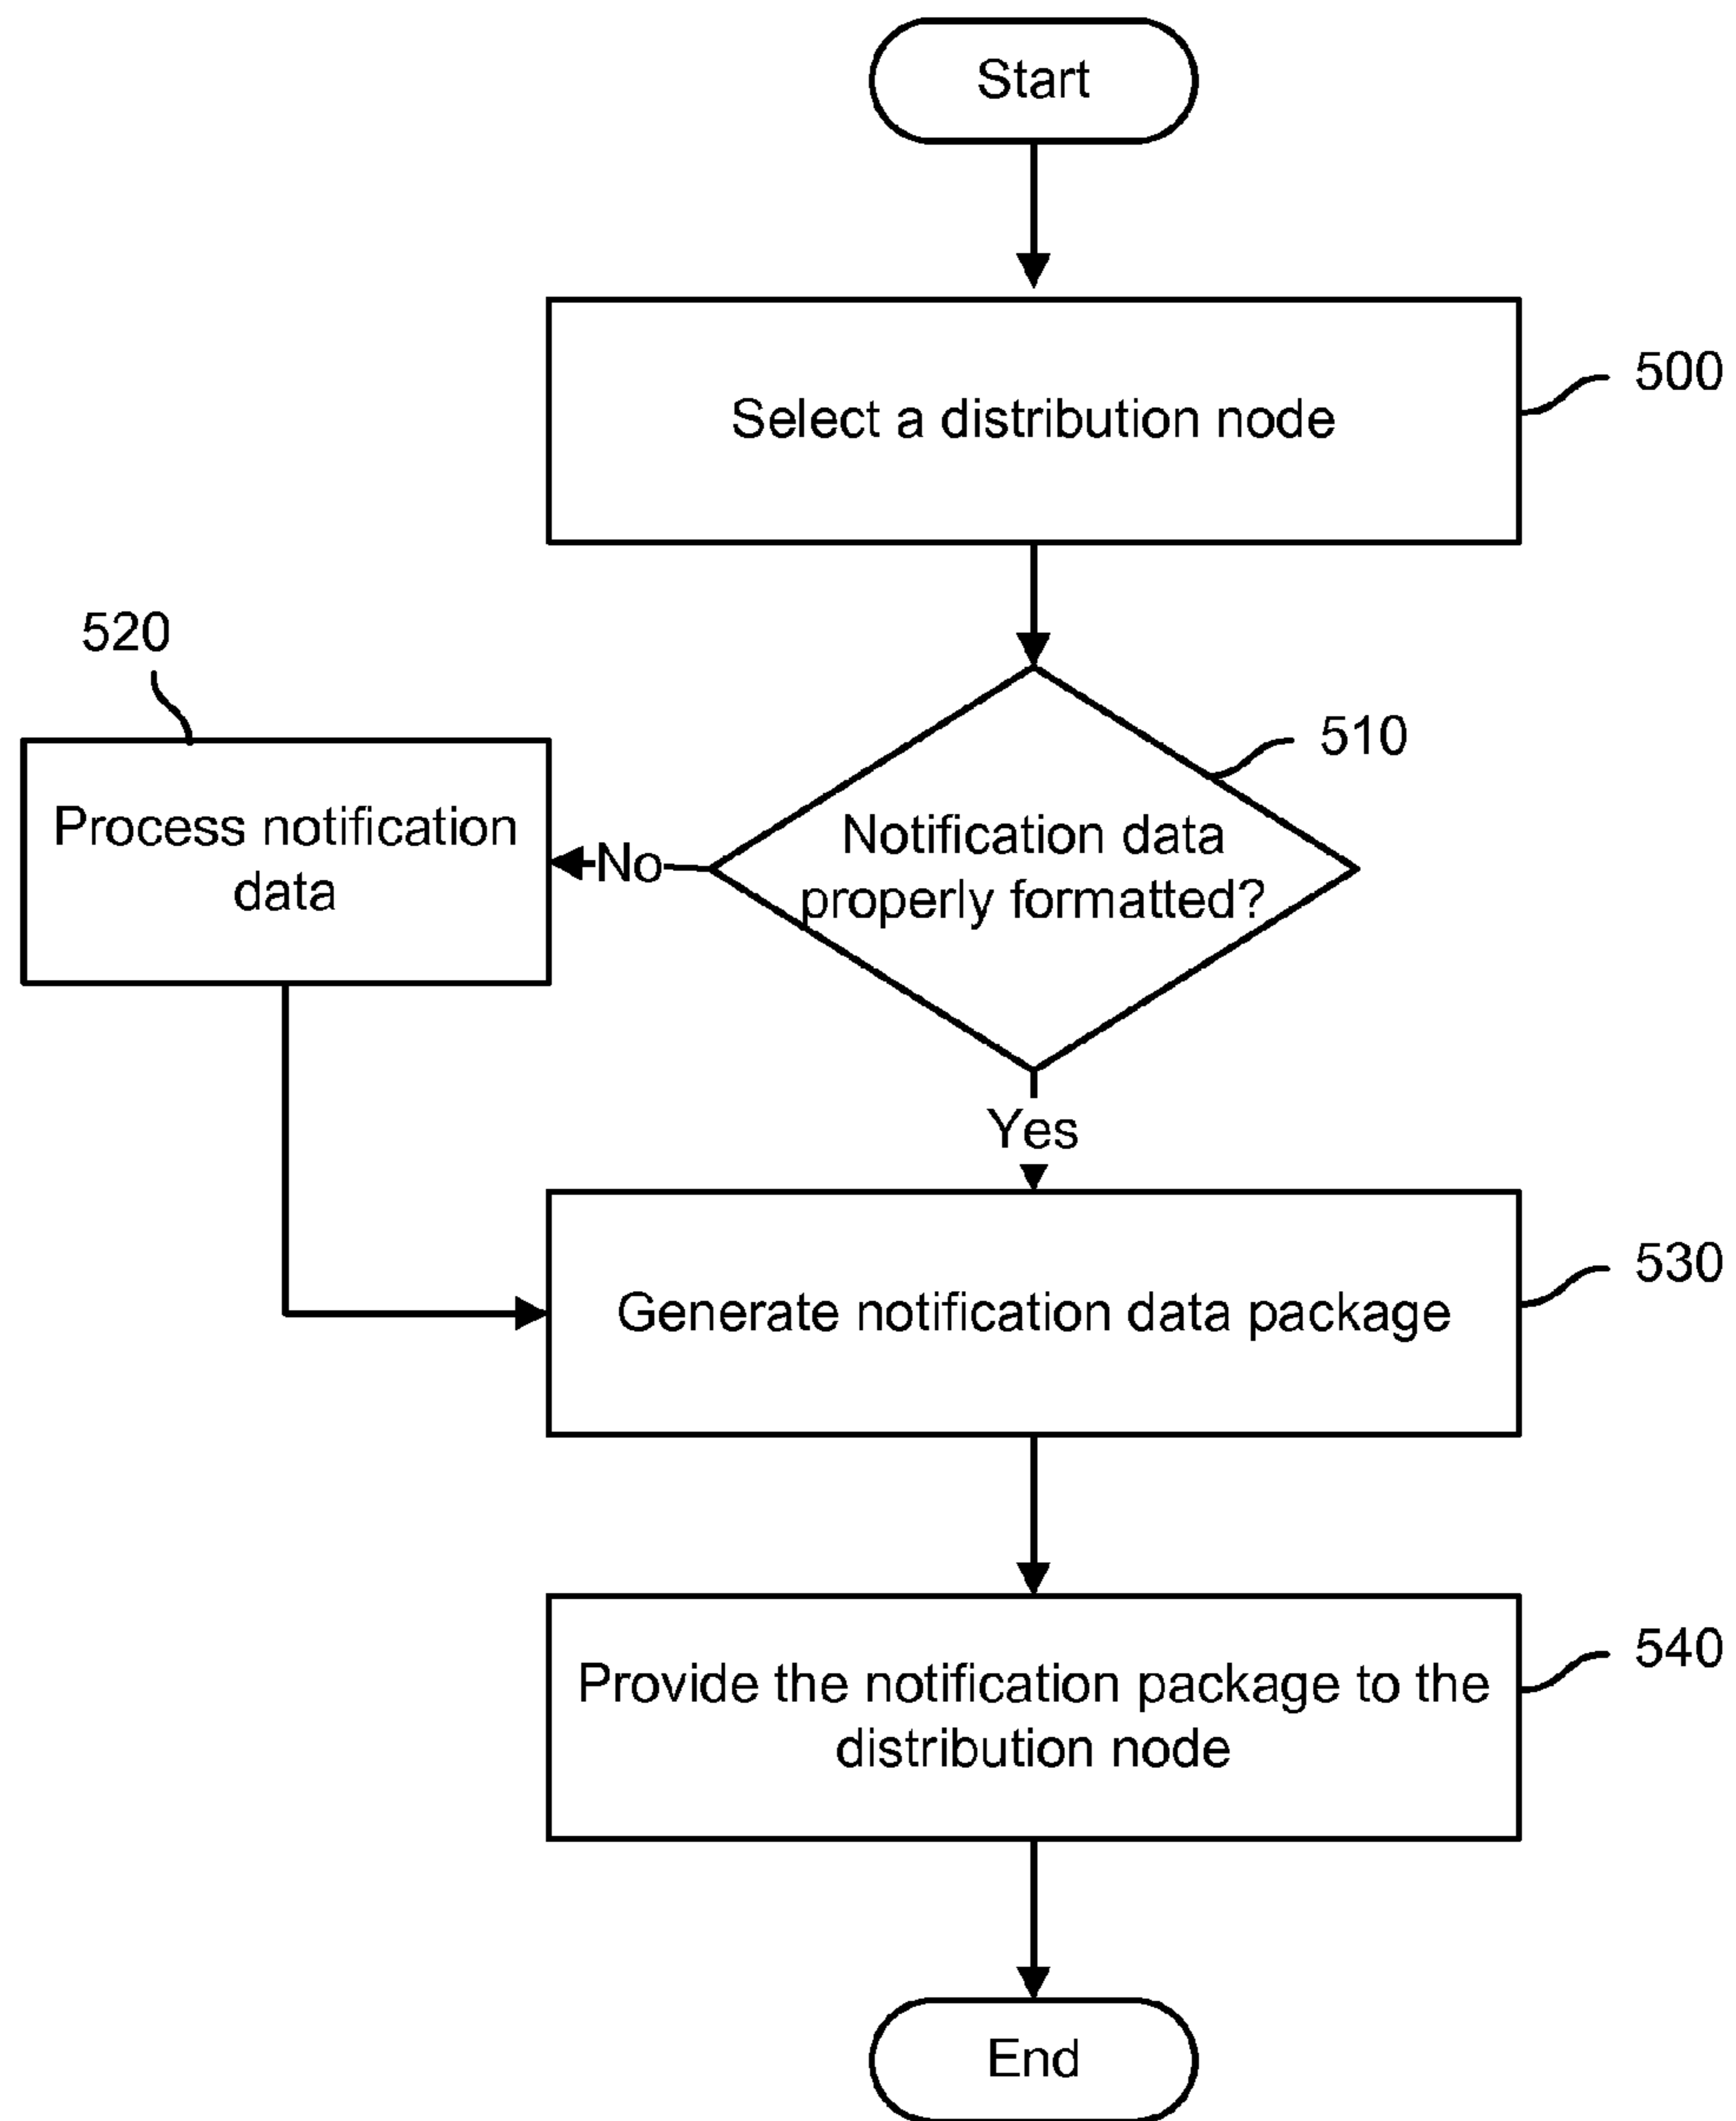 Start
Select a distribution node
500
520
510
Process notification
data
No
Notification data
properly formatted?
Yes
Generate notification data package
530
Provide the notification package to the
distribution node
540
End